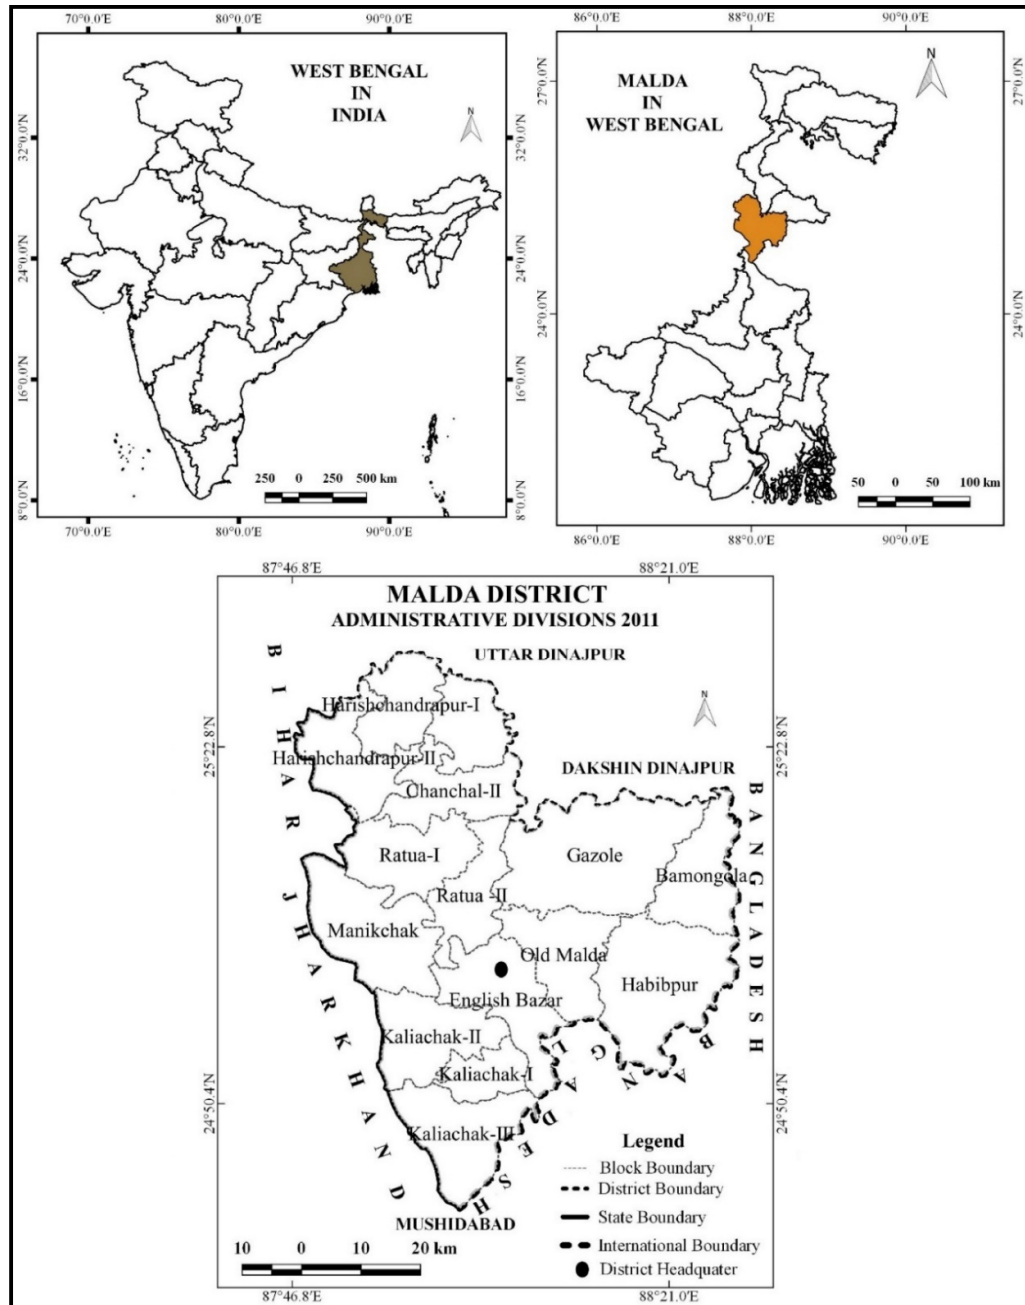 70°0.0'E 80°0.0'E 90°0.0'E
WEST BENGAL
IN
INDIA
N
32°0.0'N
24°0.0'N
16°0.0'N
8°0.0'N
32°0.0'N
24°0.0'N
16°0.0'N
8°0.0'N
250 0 250 500 km
70°0.0'E 80°0.0'E 90°0.0'E
86°0.0'E 88°0.0'E 90°0.0'E
MALDA
IN
WEST BENGAL
N
27°0.0'N
24°0.0'N
27°0.0'N
24°0.0'N
50 0 50 100 km
86°0.0'E 88°0.0'E 90°0.0'E
87°46.8'E 88°21.0'E
MALDA DISTRICT
ADMINISTRATIVE DIVISIONS 2011
UTTAR DINAJPUR
BIHAR
N
Harishchandrapur-I
25°22.8'N
25°22.8'N
Harishchandrapur-II
DAKSHIN DINAJPUR
Chanchal-II
BANGLADESH
Ratua-I
Gazole
Bamongola
Ratua -II
JHARKHAND
Manikchak
Old Malda
Habibpur
English Bazar
Kaliachak-II
BANGLADESH
Kaliachak-I
24°50.4'N
24°50.4'N
Kaliachak-III
MUSHIDABAD
Legend
Block Boundary
District Boundary
State Boundary
International Boundary
District Headquater
10 0 10 20 km
87°46.8'E 88°21.0'E